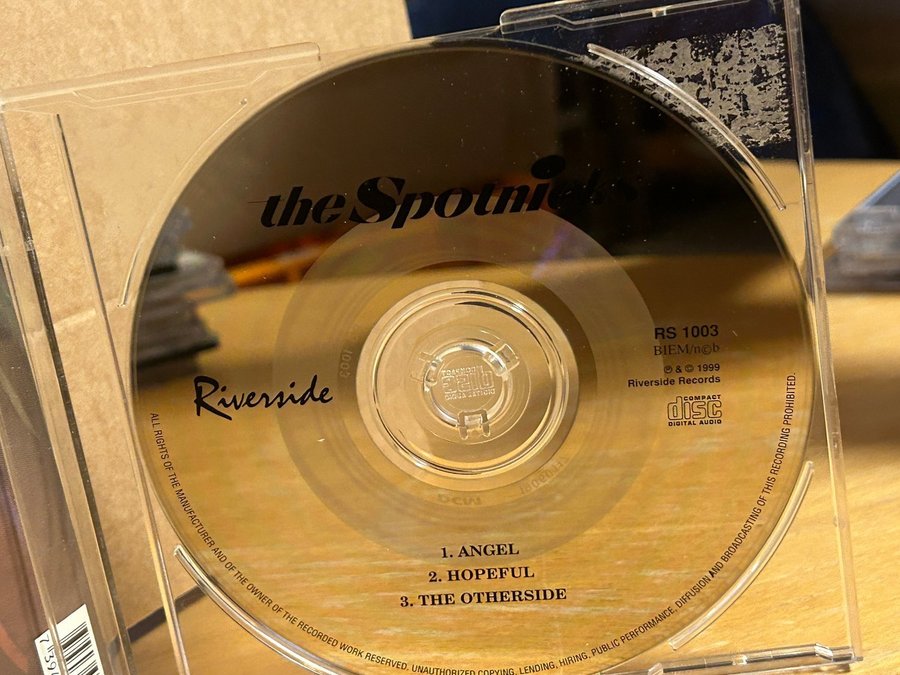 the Spotnicks
RS 1003
BIEM/n©b
℗ & © 1999
Riverside Records
Riverside
COMPACT
disc
DIGITAL AUDIO
1. ANGEL
2. HOPEFUL
3. THE OTHERSIDE
ALL RIGHTS OF THE MANUFACTURER AND OF THE OWNER OF THE RECORDED WORK RESERVED. UNAUTHORIZED COPYING, LENDING, HIRING, PUBLIC PERFORMANCE, DIFFUSION AND BROADCASTING OF THIS RECORDING PROHIBITED.